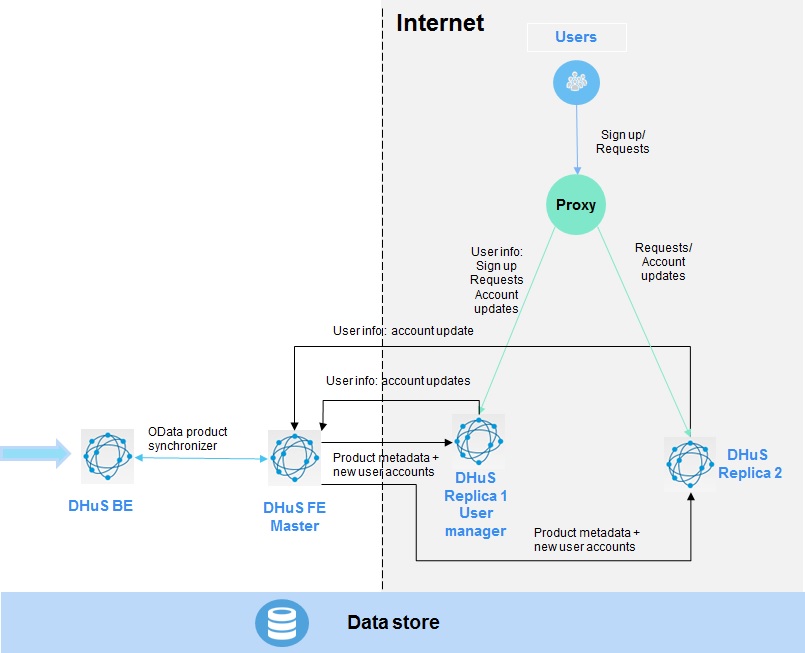 Internet
Users
Sign up/
Requests
Proxy
User info:
Sign up
Requests
Account
updates
Requests/
Account
updates
User info: account update
User info: account updates
OData product
synchronizer
Product metadata +
new user accounts
DHuS BE
DHuS FE
Master
DHuS
Replica 1
User
manager
DHuS
Replica 2
Product metadata +
new user accounts
Data store